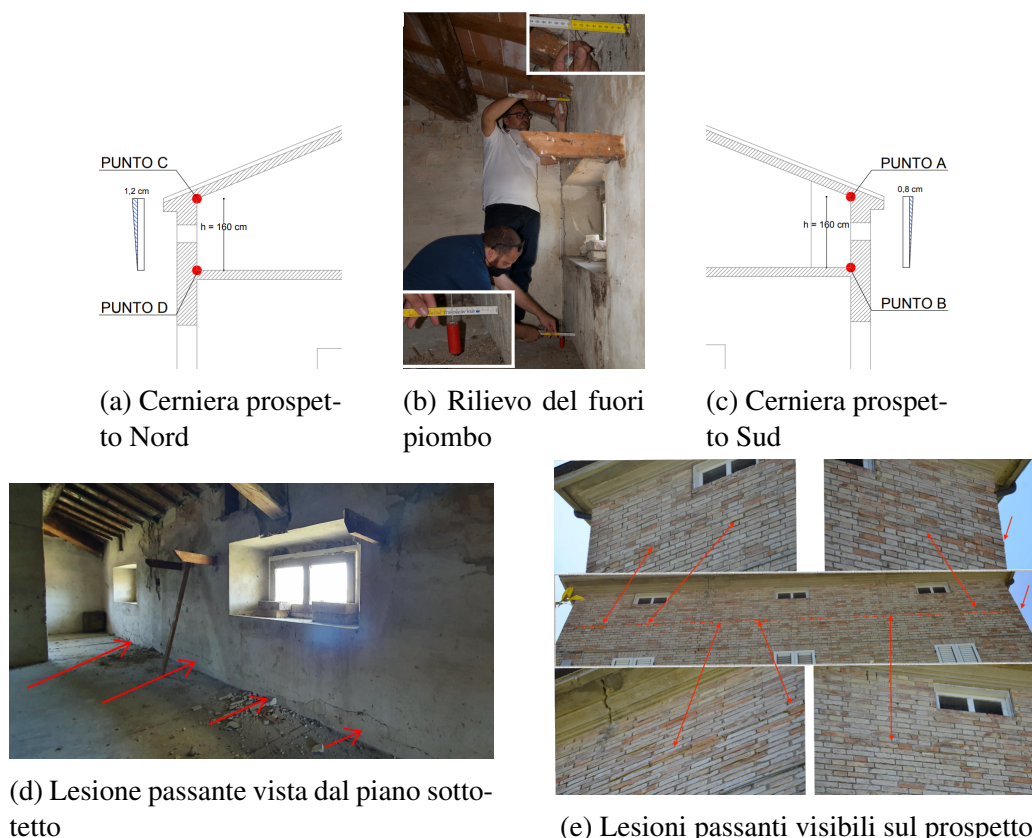 PUNTO C
1,2 cm
h = 160 cm
PUNTO D
PUNTO A
0,8 cm
h = 160 cm
PUNTO B
(a) Cerniera prospet-
to Nord
(b) Rilievo del fuori
piombo
(c) Cerniera prospet-
to Sud
(d) Lesione passante vista dal piano sotto-
tetto
(e) Lesioni passanti visibili sul prospetto